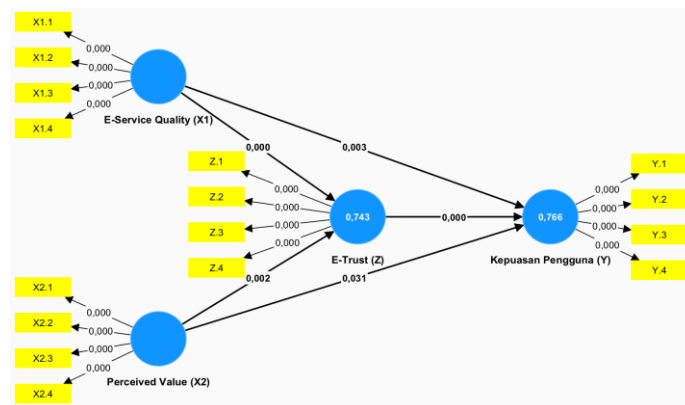 X1.1
0,000
X1.2
0,000
X1.3
0,000
0,000
X1.4
E-Service Quality (X1)
0,000
0,003
Z.1
0,000
Z.2
0,000
Z.3
0,000
0,000
Z.4
0,743
E-Trust (Z)
0,000
Y.1
0,000
Y.2
0,000
0,766
0,000
Y.3
0,000
Y.4
Kepuasan Pengguna (Y)
0,002
0,031
X2.1
0,000
X2.2
0,000
X2.3
0,000
0,000
X2.4
Perceived Value (X2)